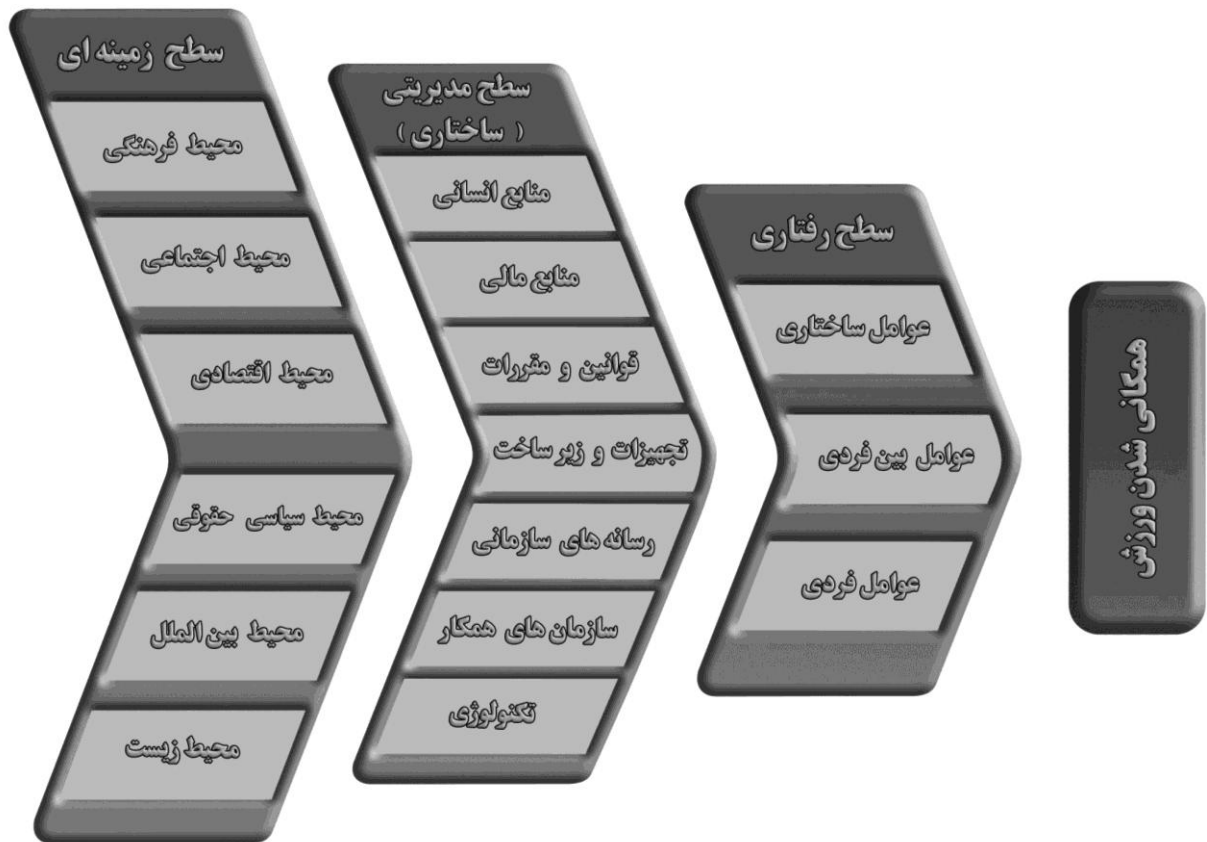 سطح زمینه ای
محیط فرهنگی
محیط اجتماعی
محیط اقتصادی
محیط سیاسی حقوقی
محیط بین الملل
محیط زیست
سطح مدیریتی
( ساختاری )
منابع انسانی
منابع مالی
قوانین و مقررات
تجهیزات و زیر ساخت
رسانه های سازمانی
سازمان های همکار
تکنولوژی
سطح رفتاری
عوامل ساختاری
عوامل بین فردی
عوامل فردی
همگانی شدن ورزش